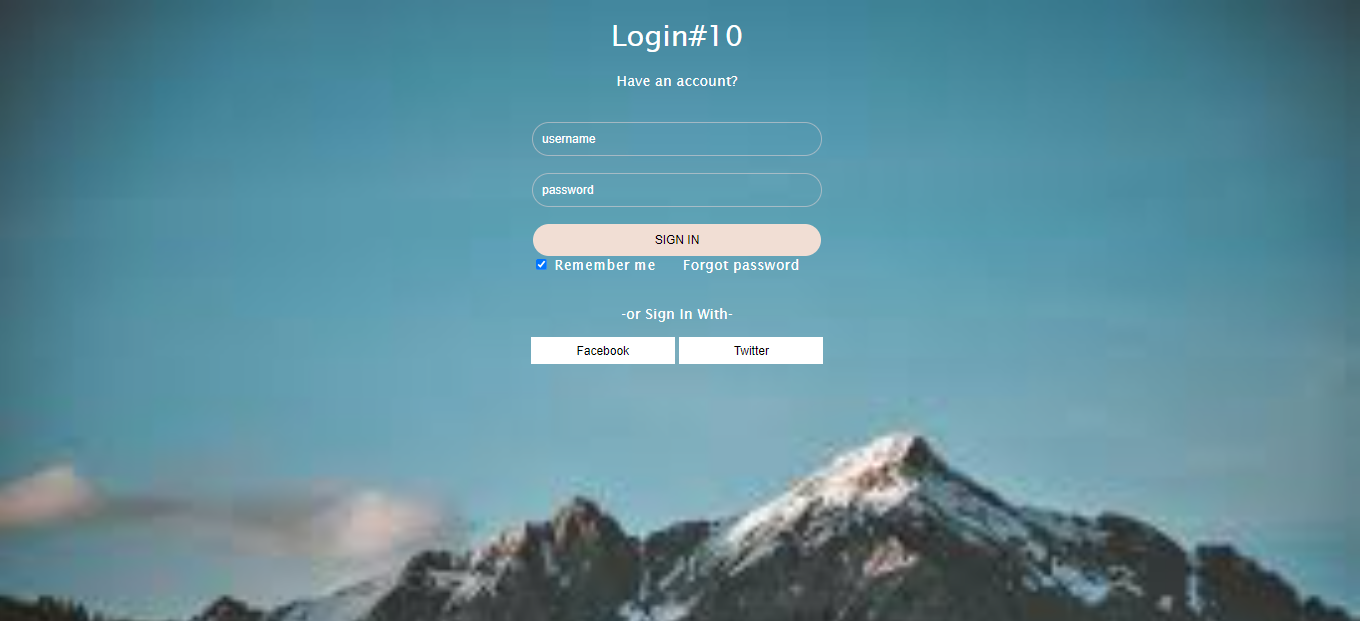 Login#10
Have an account?
username
password
SIGN IN
Remember me Forgot password
-or Sign In With-
Facebook Twitter